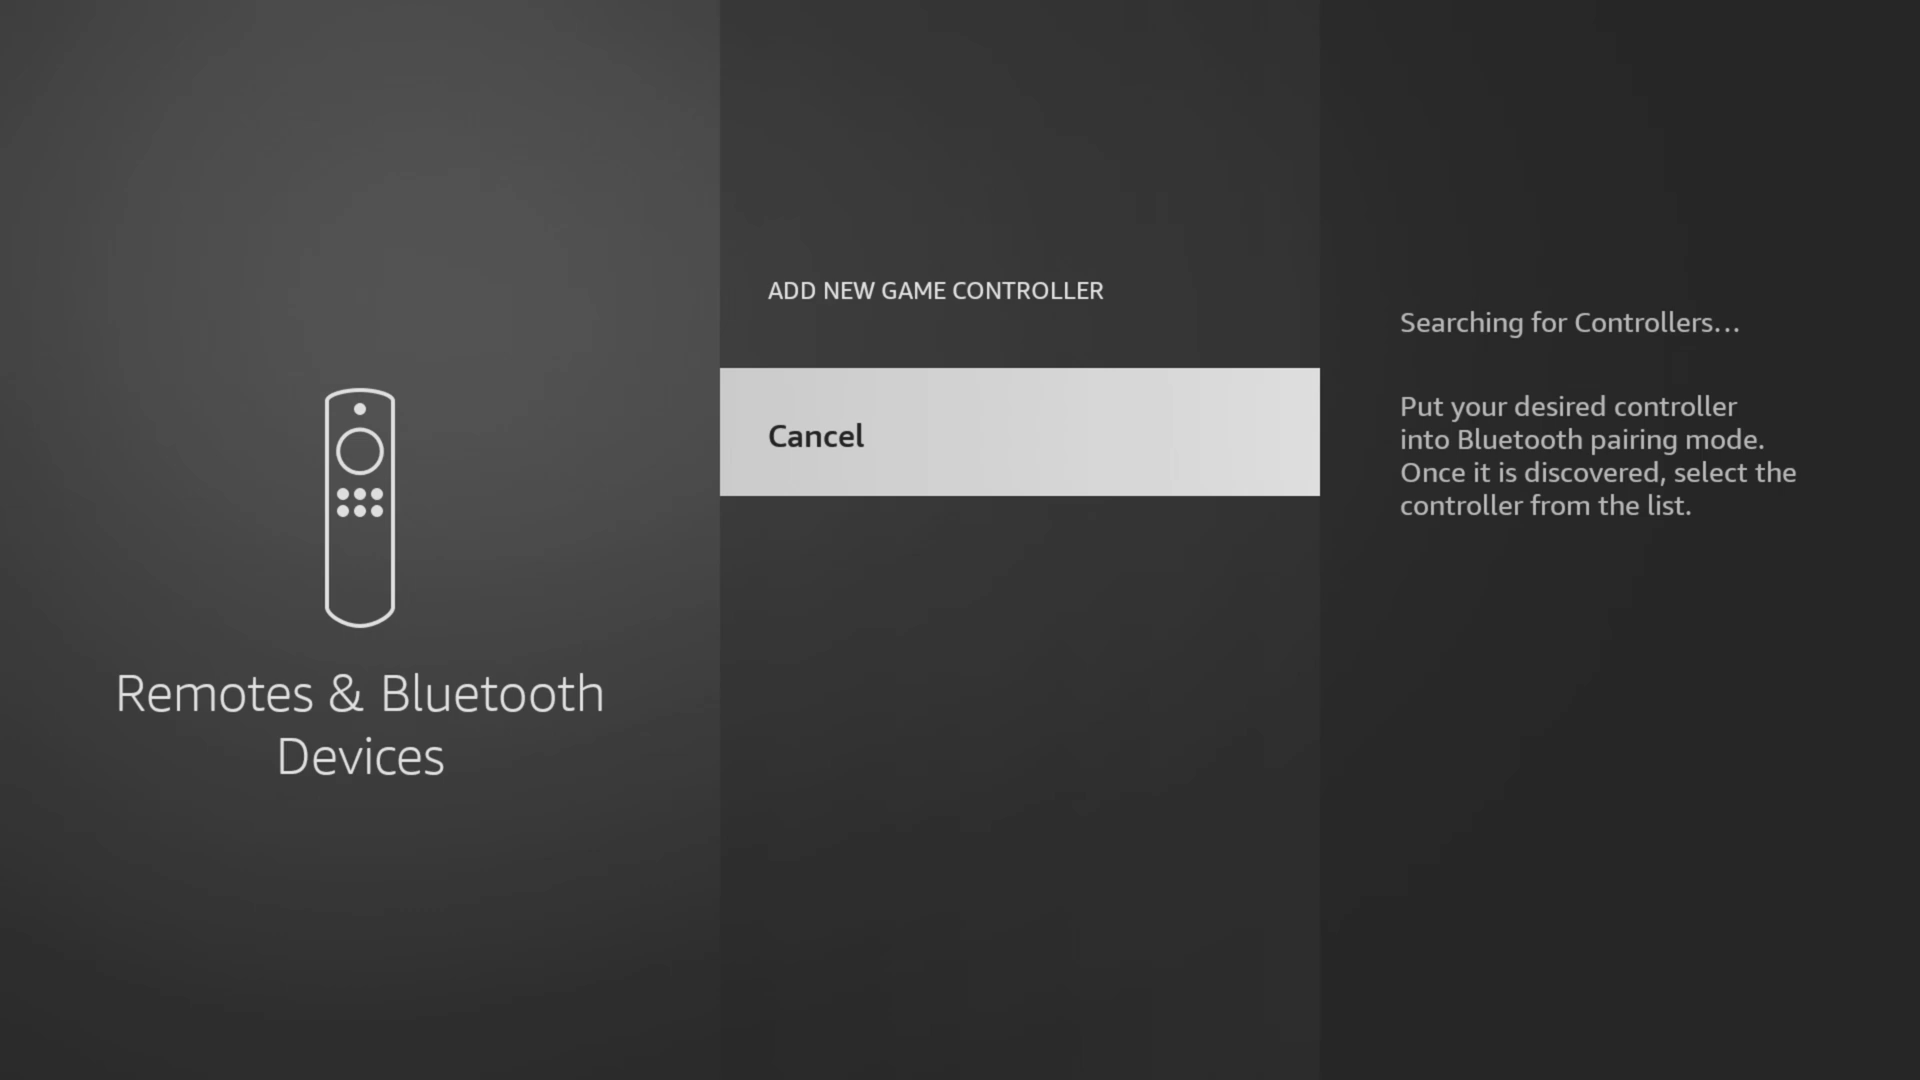 Remotes & Bluetooth
Devices
ADD NEW GAME CONTROLLER
Cancel
Searching for Controllers...
Put your desired controller
into Bluetooth pairing mode.
Once it is discovered, select the
controller from the list.